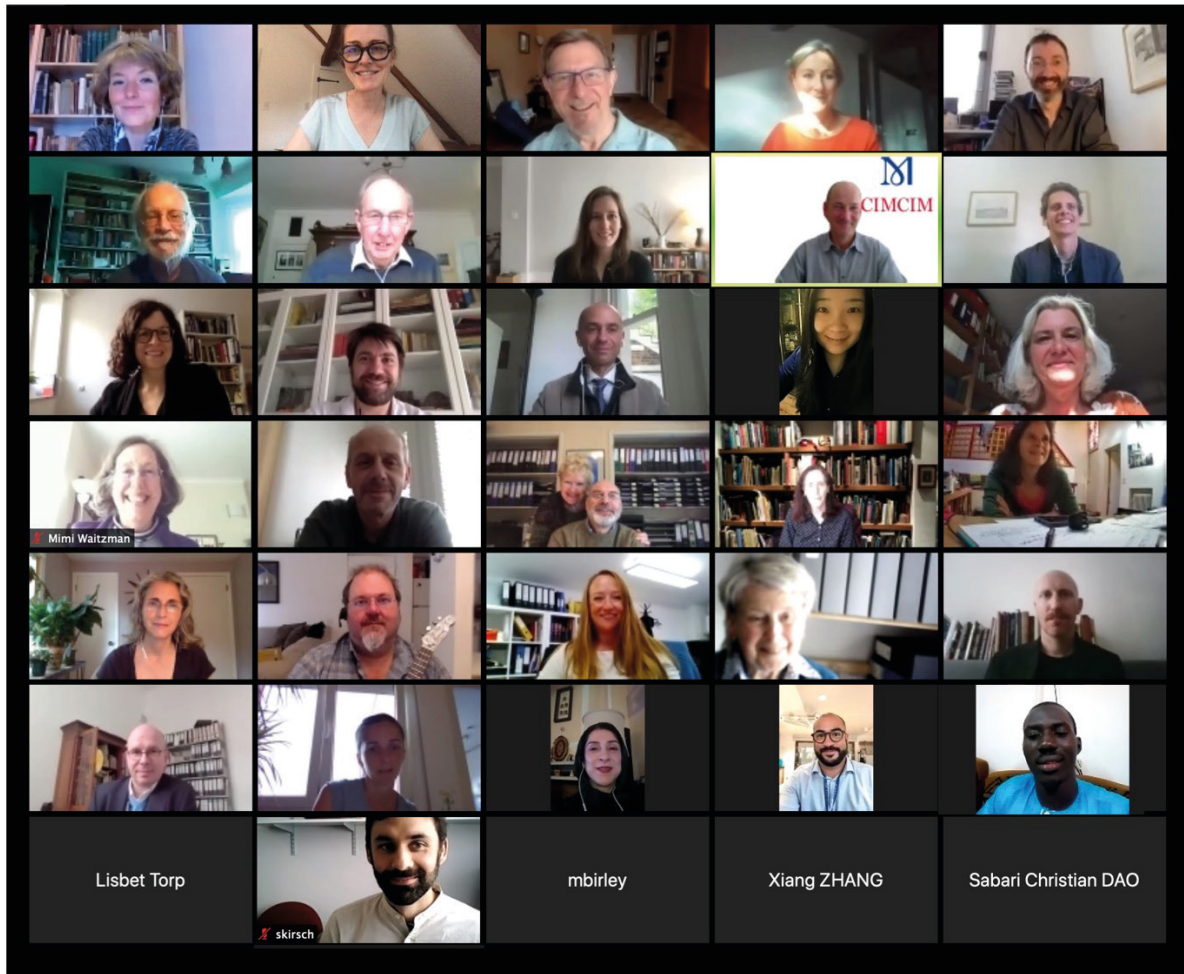 CIMCIM
Mimi Waitzman
Lisbet Torp
skirsch
mbirley
Xiang ZHANG
Sabari Christian DAO